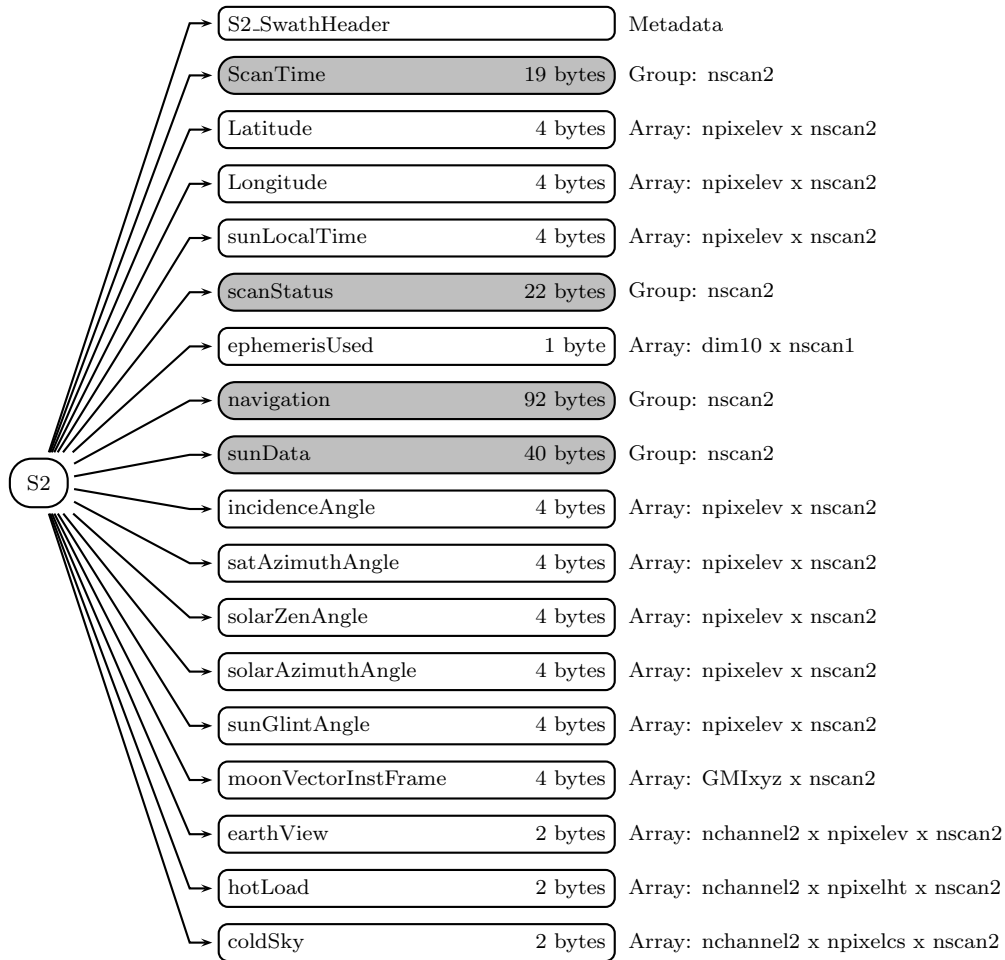 S2_SwathHeader Metadata
ScanTime 19 bytes Group: nscan2
Latitude 4 bytes Array: npixelev x nscan2
Longitude 4 bytes Array: npixelev x nscan2
sunLocalTime 4 bytes Array: npixelev x nscan2
scanStatus 22 bytes Group: nscan2
ephemerisUsed 1 byte Array: dim10 x nscan1
navigation 92 bytes Group: nscan2
sunData 40 bytes Group: nscan2
S2
incidenceAngle 4 bytes Array: npixelev x nscan2
satAzimuthAngle 4 bytes Array: npixelev x nscan2
solarZenAngle 4 bytes Array: npixelev x nscan2
solarAzimuthAngle 4 bytes Array: npixelev x nscan2
sunGlintAngle 4 bytes Array: npixelev x nscan2
moonVectorInstFrame 4 bytes Array: GMIxyz x nscan2
earthView 2 bytes Array: nchannel2 x npixelev x nscan2
hotLoad 2 bytes Array: nchannel2 x npixelht x nscan2
coldSky 2 bytes Array: nchannel2 x npixelcs x nscan2